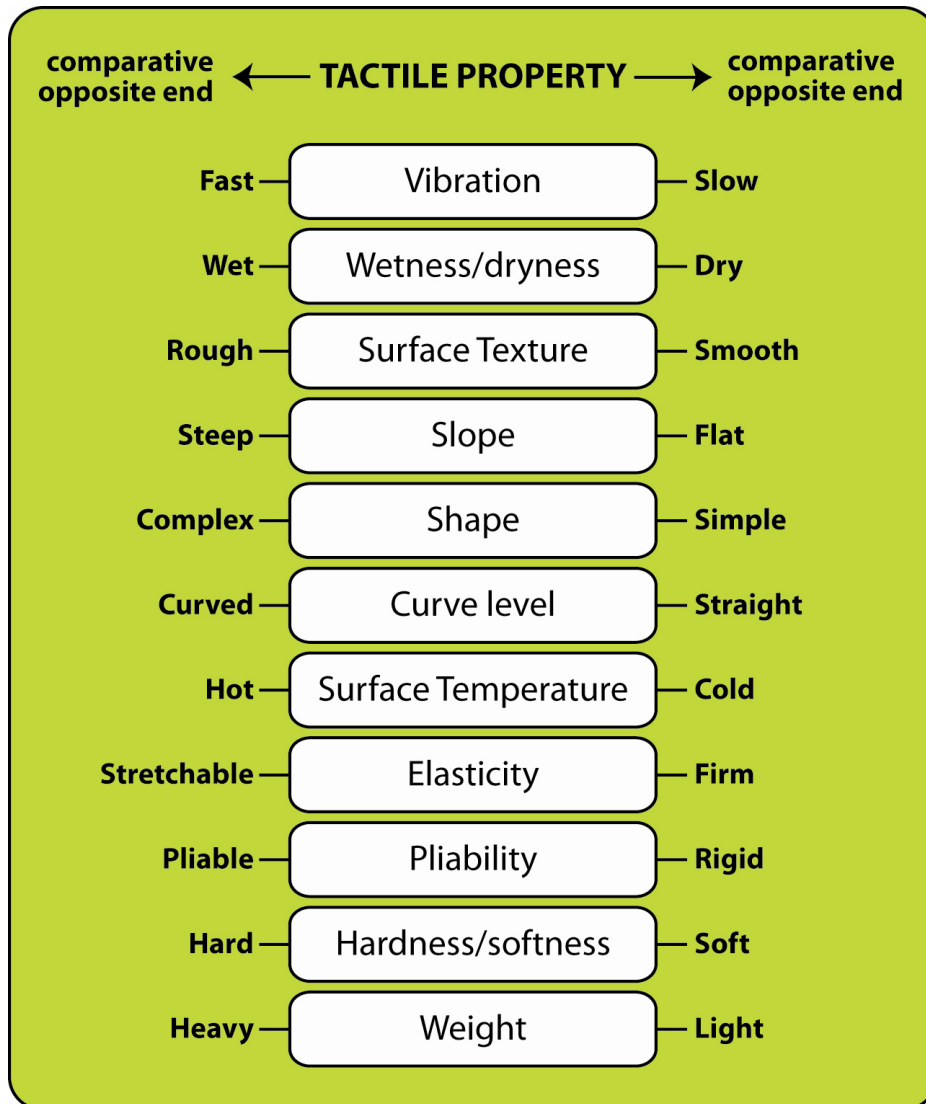 comparative TACTILE PROPERTY comparative
opposite end opposite end
Fast Vibration Slow
Wet Wetness/dryness Dry
Rough Surface Texture Smooth
Steep Slope Flat
Complex Shape Simple
Curved Curve level Straight
Hot Surface Temperature Cold
Stretchable Elasticity Firm
Pliable Pliability Rigid
Hard Hardness/softness Soft
Heavy Weight Light